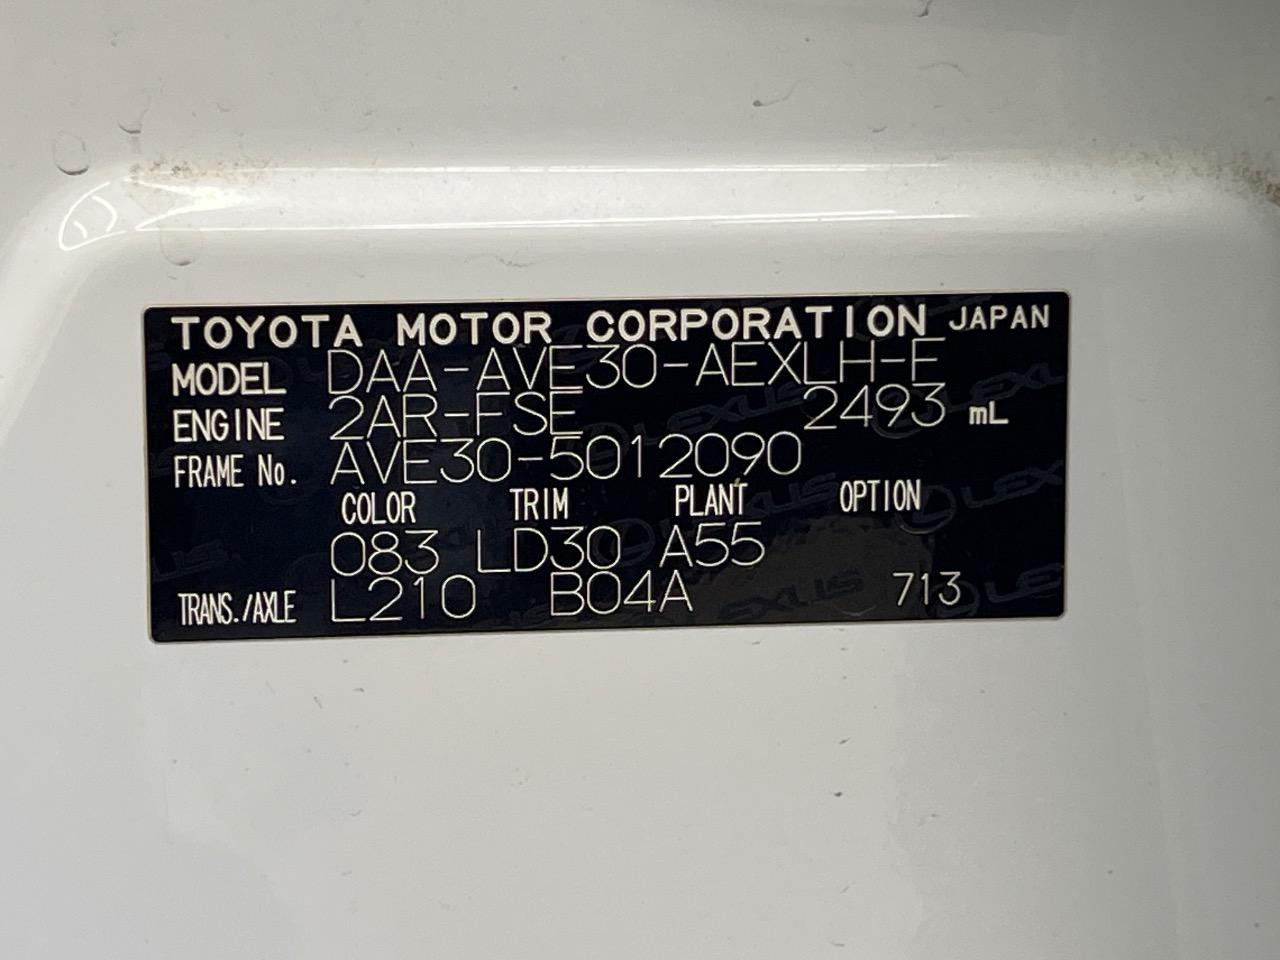 TOYOTA MOTOR CORPORATION JAPAN
MODEL DAA-AVE30-AEXLH-F
ENGINE 2AR-FSE 2493 mL
FRAME No. AVE30-5012090
COLOR TRIM PLANT OPTION
083 LD30 A55
TRANS./AXLE L210 B04A 713